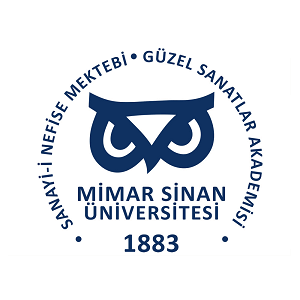 SANAYİ-İ NEFİSE MEKTEBİ • GÜZEL SANATLAR AKADEMİSİ
MİMAR SİNAN
ÜNİVERSİTESİ
• 1883 •